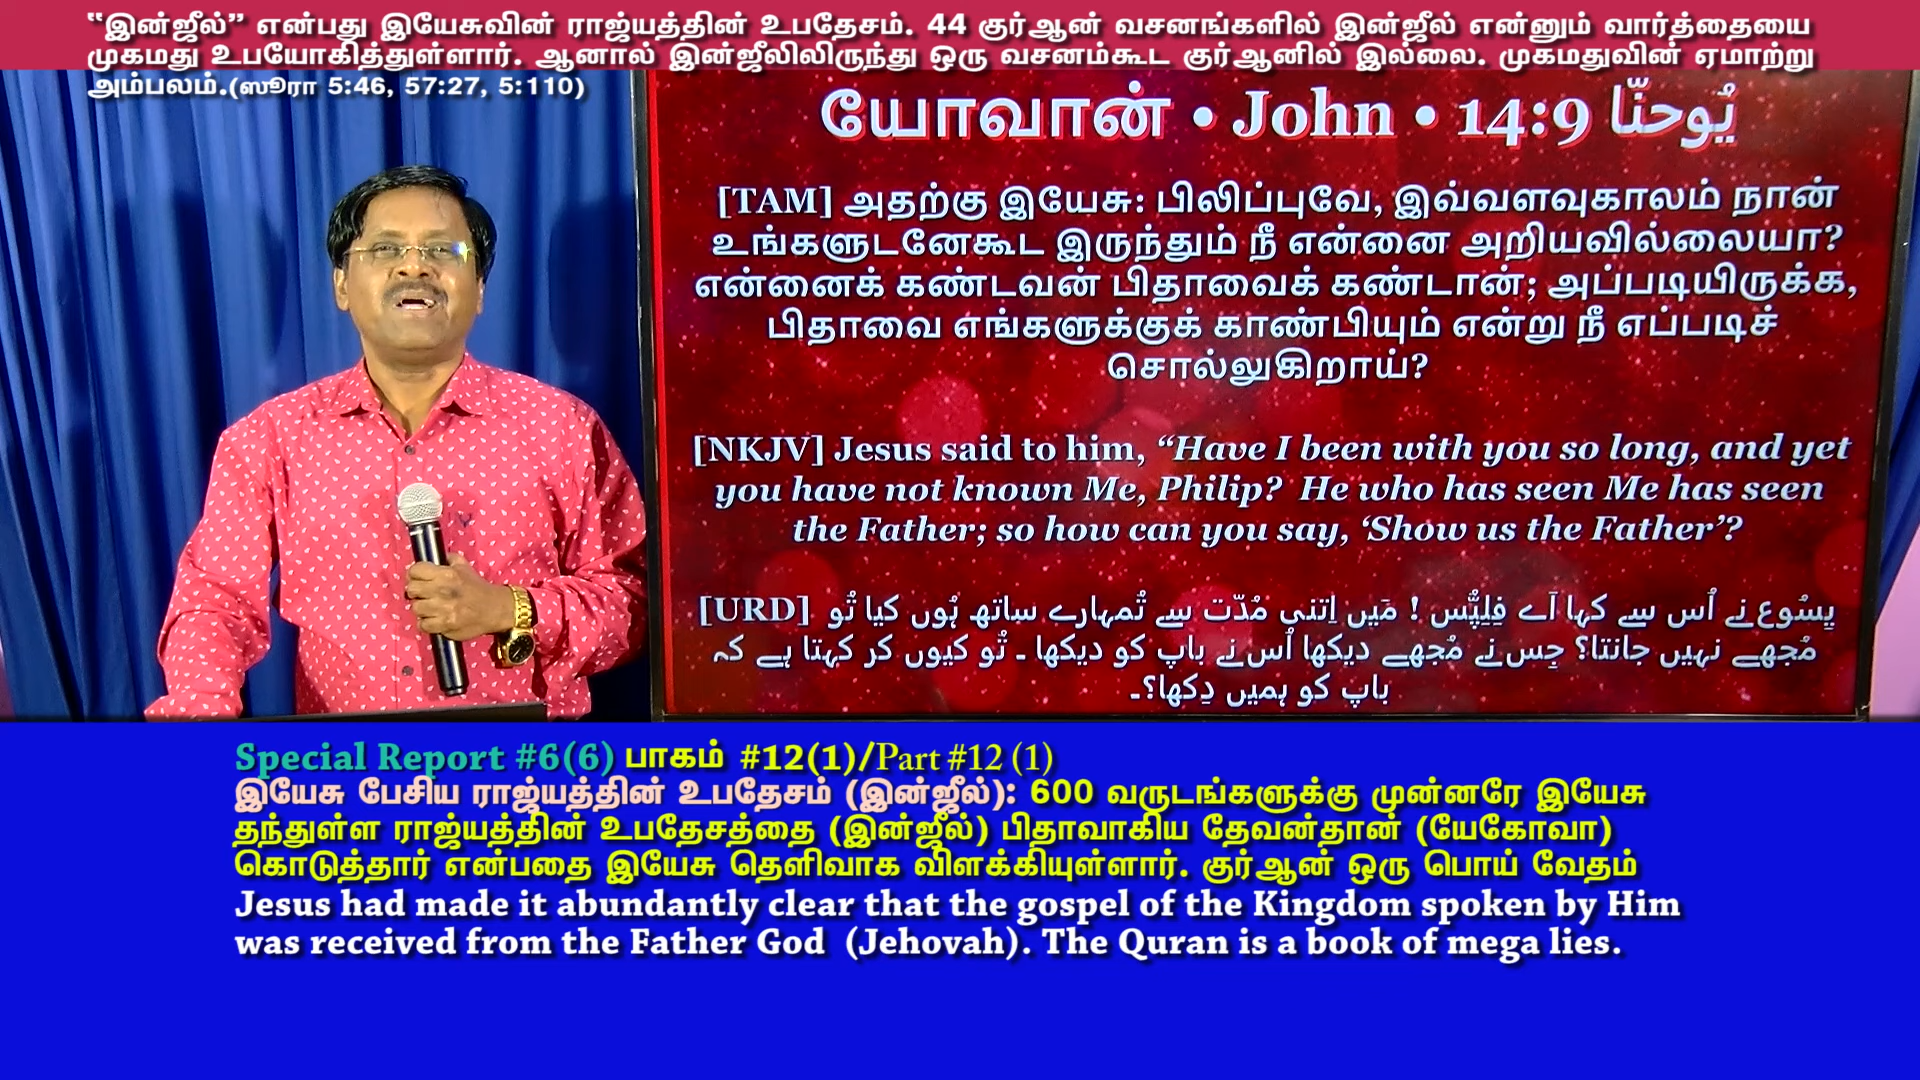 “இன்ஜீல்” என்பது இயேசுவின் ராஜ்யத்தின் உபதேசம். 44 குர்ஆன் வசனங்களில் இன்ஜீல் என்னும் வார்த்தையை
முகமது உபயோகித்துள்ளார். ஆனால் இன்ஜீலிலிருந்து ஒரு வசனம்கூட குர்ஆனில் இல்லை. முகமதுவின் ஏமாற்று
அம்பலம்.(ஸூரா 5:46, 57:27, 5:110)
யோவான் • John • 14:9 يُوحنّا
[TAM] அதற்கு இயேசு: பிலிப்புவே, இவ்வளவுகாலம் நான்
உங்களுடனேகூட இருந்தும் நீ என்னை அறியவில்லையா?
என்னைக் கண்டவன் பிதாவைக் கண்டான்; அப்படியிருக்க,
பிதாவை எங்களுக்குக் காண்பியும் என்று நீ எப்படிச்
சொல்லுகிறாய்?
[NKJV] Jesus said to him, “Have I been with you so long, and yet
you have not known Me, Philip? He who has seen Me has seen
the Father; so how can you say, ‘Show us the Father’?
[URD] یِسُوع نے اُس سے کہا اَے فِلِپُّس ! مَیں اِتنی مُدّت سے تُمہارے ساتھ ہُوں کیا تُو
مُجھے نہیں جانتا؟ جِس نے مُجھے دیکھا اُس نے باپ کو دیکھا ۔ تُو کیوں کر کہتا ہے کہ
باپ کو ہمیں دِکھا؟۔
Special Report #6(6) பாகம் #12(1)/Part #12 (1)
இயேசு பேசிய ராஜ்யத்தின் உபதேசம் (இன்ஜீல்): 600 வருடங்களுக்கு முன்னரே இயேசு
தந்துள்ள ராஜ்யத்தின் உபதேசத்தை (இன்ஜீல்) பிதாவாகிய தேவன்தான் (யேகோவா)
கொடுத்தார் என்பதை இயேசு தெளிவாக விளக்கியுள்ளார். குர்ஆன் ஒரு பொய் வேதம்
Jesus had made it abundantly clear that the gospel of the Kingdom spoken by Him
was received from the Father God (Jehovah). The Quran is a book of mega lies.